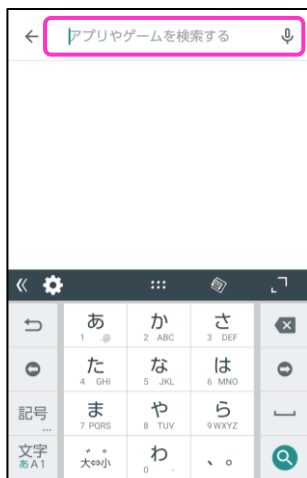 アプリやゲームを検索する
あ か さ
1 .@ 2 ABC 3 DEF
た な は
4 GHI 5 JKL 6 MNO
記号 ま や ら
... 7 PQRS 8 TUV 9 WXYZ
文字 大⇔小 わ 、。
あA1 0 -